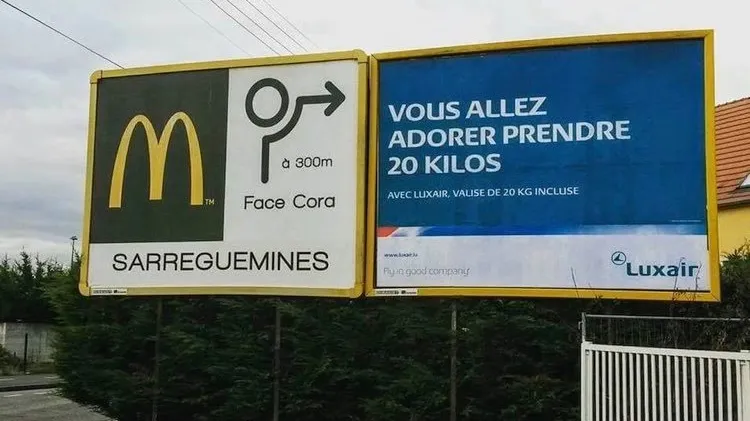 TM
à 300m
Face Cora
SARREGUEMINES
VOUS ALLEZ
ADORER PRENDRE
20 KILOS
AVEC LUXAIR, VALISE DE 20 KG INCLUSE
www.luxair.lu
Fly in good company
Luxair